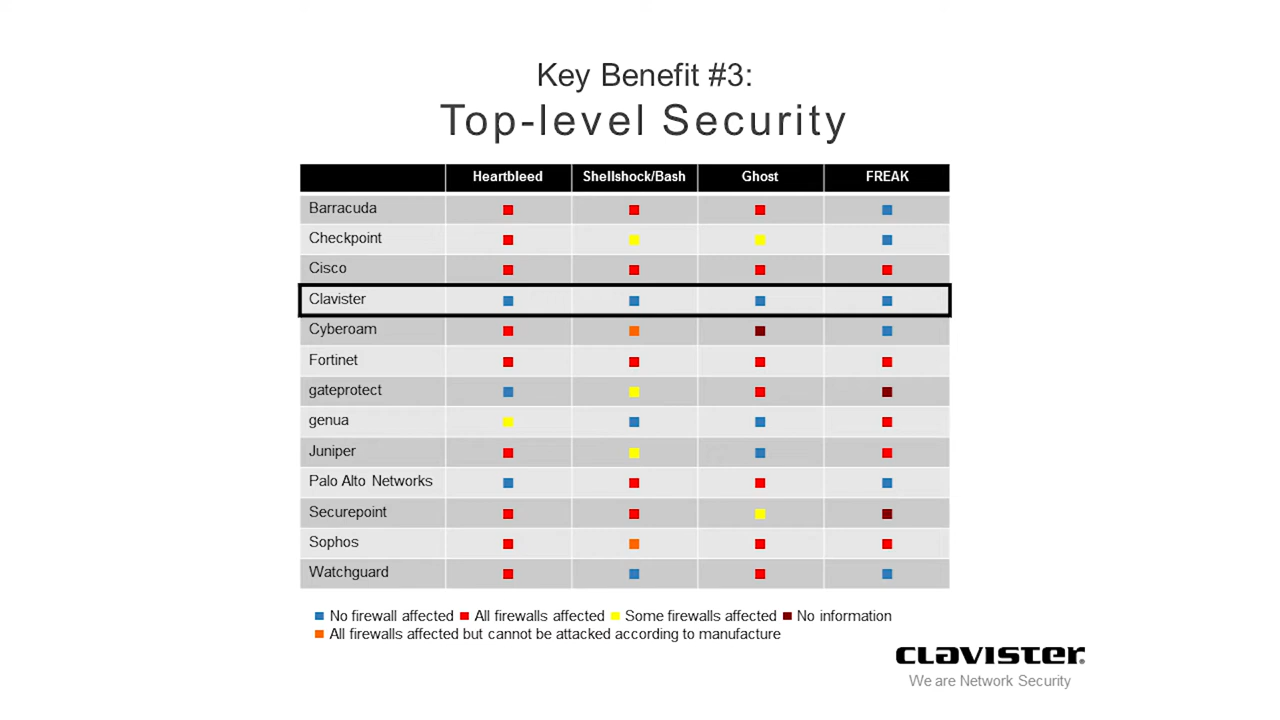 Key Benefit #3:
Top-level Security
Heartbleed Shellshock/Bash Ghost FREAK
Barracuda
Checkpoint
Cisco
Clavister
Cyberoam
Fortinet
gateprotect
genua
Juniper
Palo Alto Networks
Securepoint
Sophos
Watchguard
No firewall affected All firewalls affected Some firewalls affected No information
All firewalls affected but cannot be attacked according to manufacture
CLAVISTER.
We are Network Security